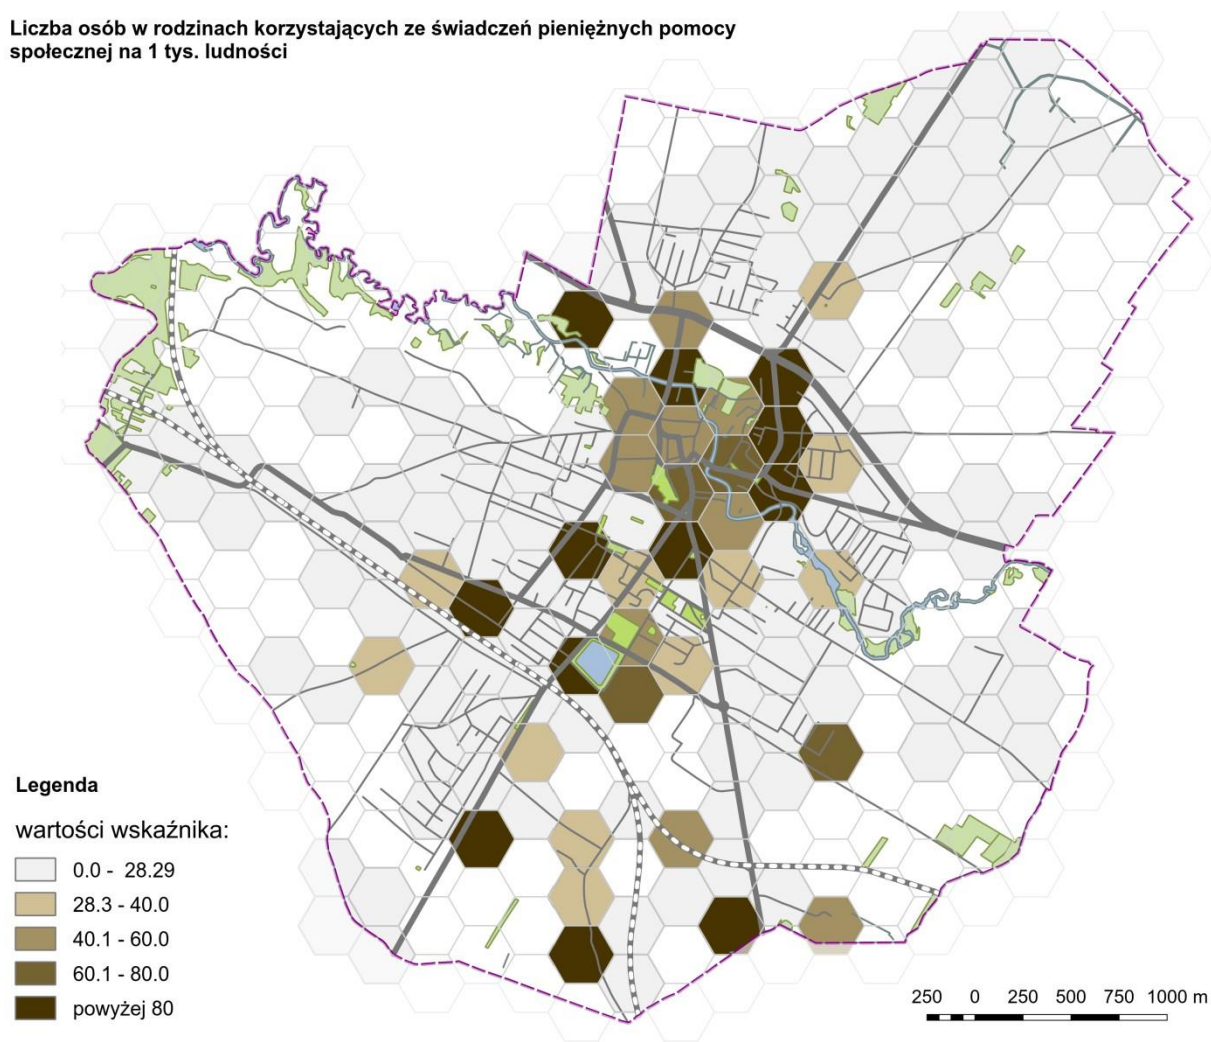 Liczba osób w rodzinach korzystających ze świadczeń pieniężnych pomocy
społecznej na 1 tys. ludności
Legenda
wartości wskaźnika:
0.0 - 28.29
28.3 - 40.0
40.1 - 60.0
60.1 - 80.0
powyżej 80
250 0 250 500 750 1000 m